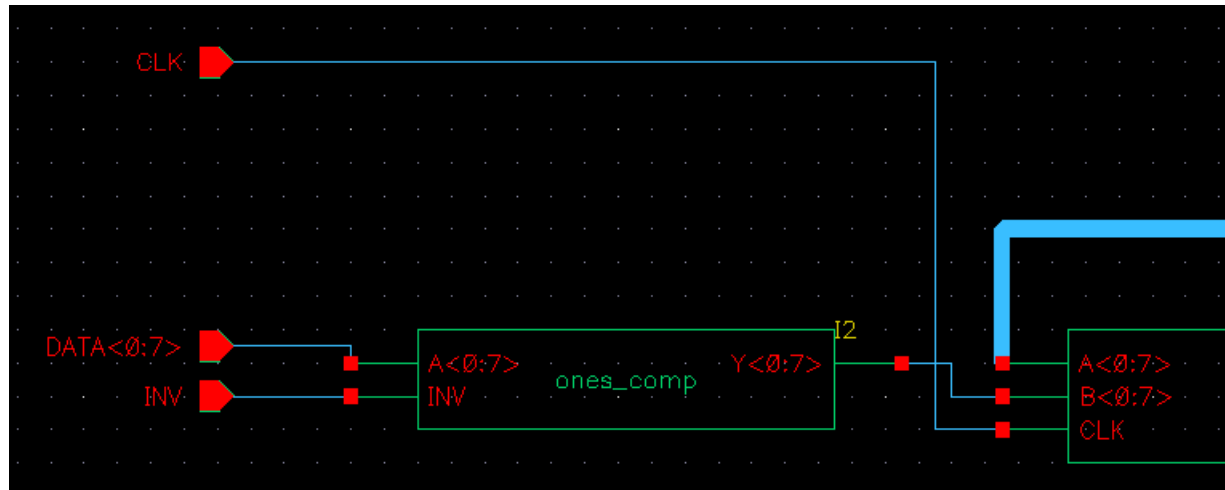 CLK
I2
DATA<0:7>
A<0:7>
Y<0:7>
A<0:7>
ones_comp
INV
INV
B<0:7>
CLK